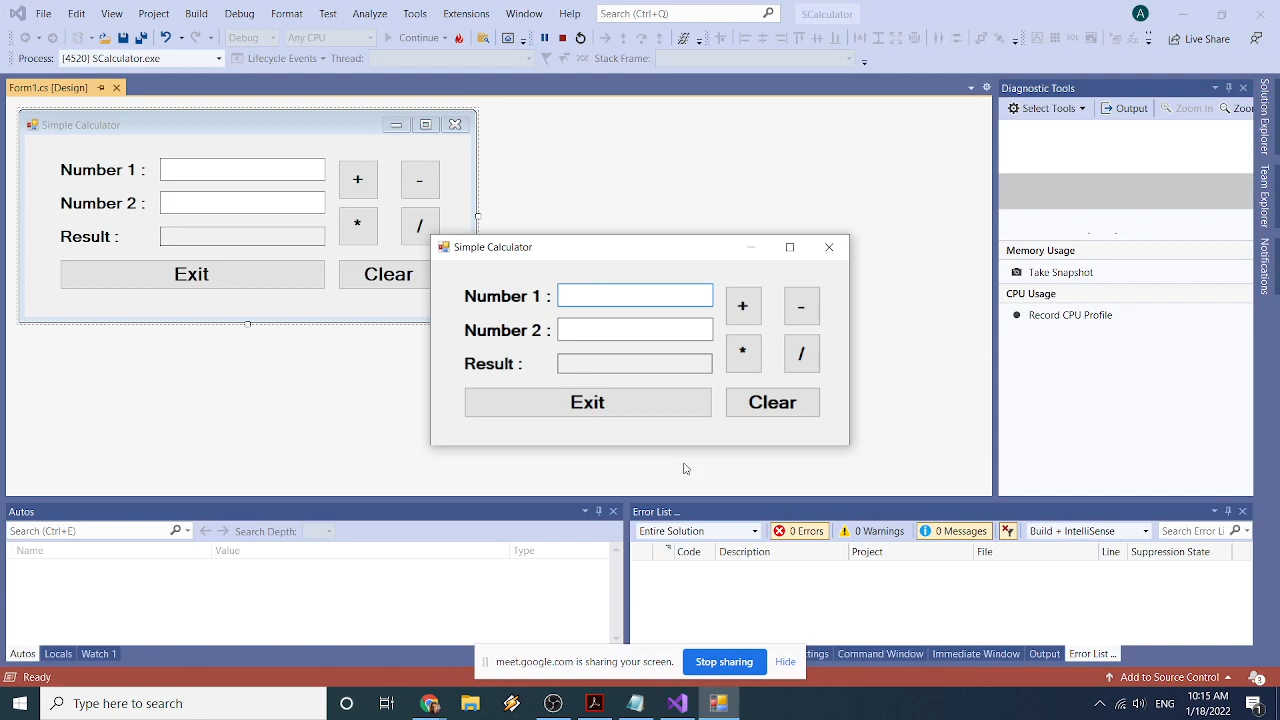 File Edit View Project Build Debug Format Test Analyze Tools Extensions Window Help Search (Ctrl+Q) SCalculator A
Debug Any CPU Continue Live Share
Process: [4520] SCalculator.exe Lifecycle Events Thread: Stack Frame:
Form1.cs [Design]
Diagnostic Tools
Select Tools Output Zoom In Zoo
Simple Calculator
Number 1 :
+ -
Number 2 :
* /
Result :
Exit Clear
Simple Calculator
Number 1 :
+ -
Number 2 :
* /
Result :
Exit Clear
Memory Usage
Take Snapshot
CPU Usage
Record CPU Profile
Solution Explorer
Team Explorer
Notifications
Autos
Search (Ctrl+E) Search Depth:
Name Value Type
Autos Locals Watch 1
Error List ...
Entire Solution 0 Errors 0 Warnings 0 Messages Build + IntelliSense Search Error Li
Code Description Project File Line Suppression State
meet.google.com is sharing your screen. Stop sharing Hide
Command Window Immediate Window Output Error List ...
Ready Add to Source Control 2
Type here to search
ENG 10:15 AM 1/18/2022 1